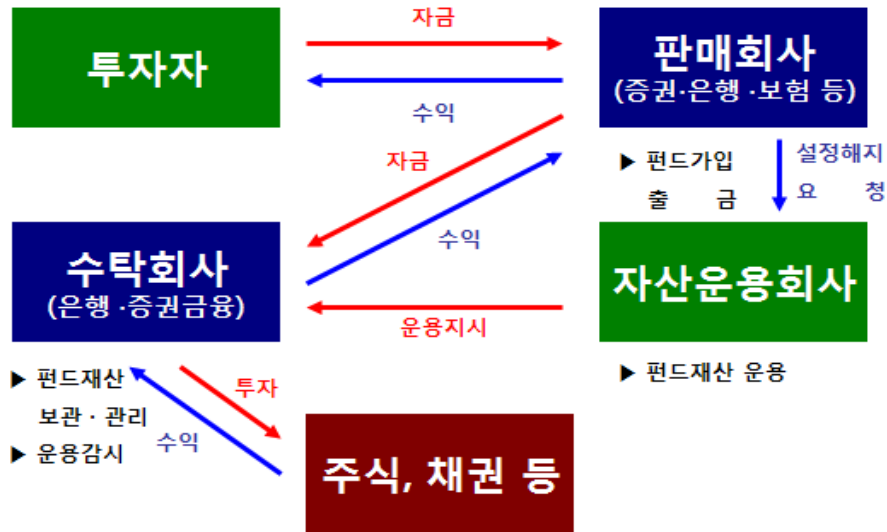 자금
투자자
판매회사
(증권·은행 ·보험 등)
수익
자금
▶ 펀드가입
출 금
설정해지
요 청
수익
수탁회사
(은행 ·증권금융)
자산운용회사
운용지시
▶ 펀드재산
보관 · 관리
▶ 운용감시
투자
수익
▶ 펀드재산 운용
주식, 채권 등